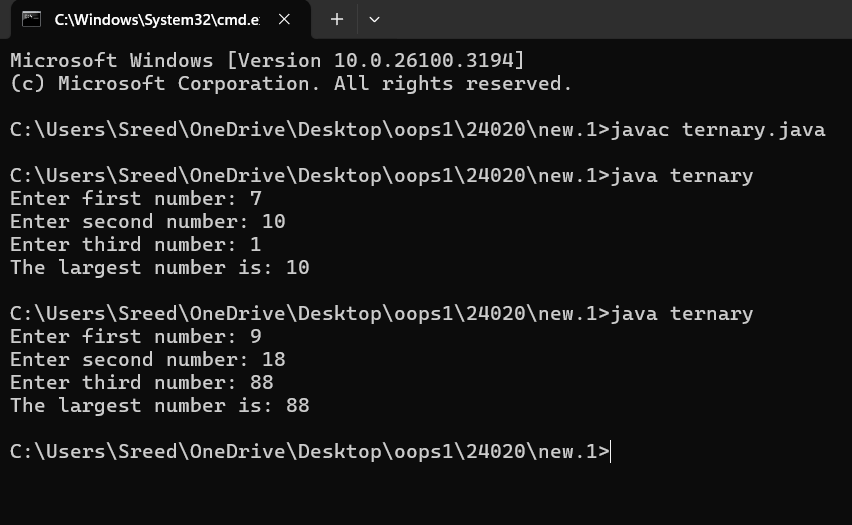 C:\Windows\System32\cmd.e
Microsoft Windows [Version 10.0.26100.3194]
(c) Microsoft Corporation. All rights reserved.
C:\Users\Sreed\OneDrive\Desktop\oops1\24020\new.1>javac ternary.java
C:\Users\Sreed\OneDrive\Desktop\oops1\24020\new.1>java ternary
Enter first number: 7
Enter second number: 10
Enter third number: 1
The largest number is: 10
C:\Users\Sreed\OneDrive\Desktop\oops1\24020\new.1>java ternary
Enter first number: 9
Enter second number: 18
Enter third number: 88
The largest number is: 88
C:\Users\Sreed\OneDrive\Desktop\oops1\24020\new.1>